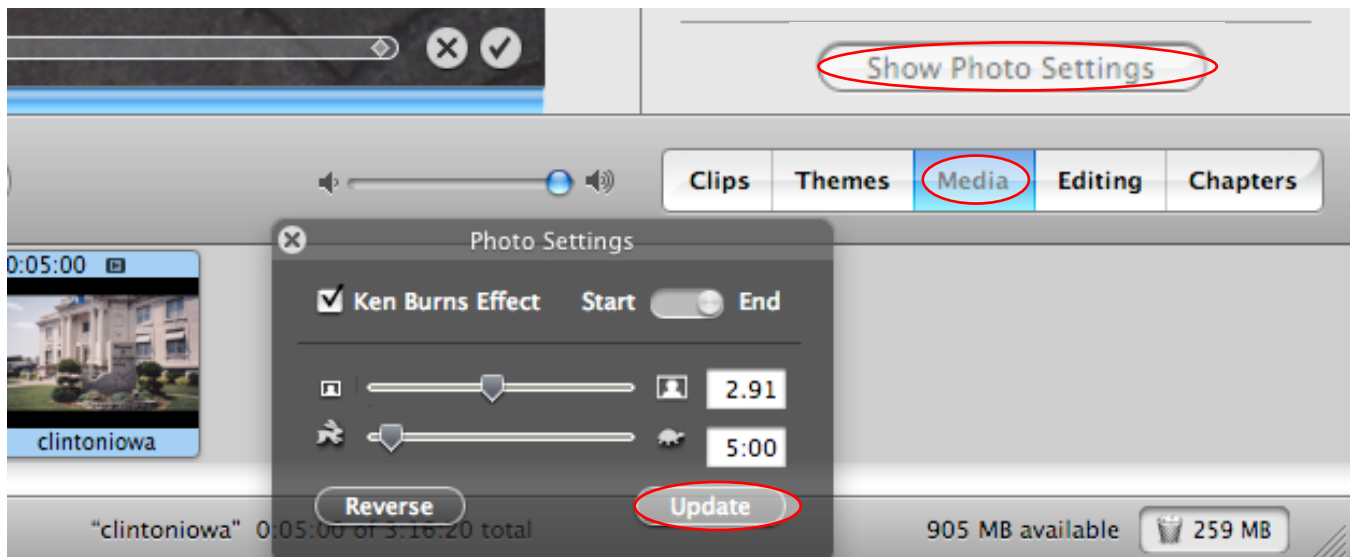 Show Photo Settings
Clips Themes Media Editing Chapters
Photo Settings
0:05:00
Ken Burns Effect Start End
2.91
clintoniowa
5:00
Reverse Update
"clintoniowa" 0:05:00 of 3:16:20 total
905 MB available 259 MB